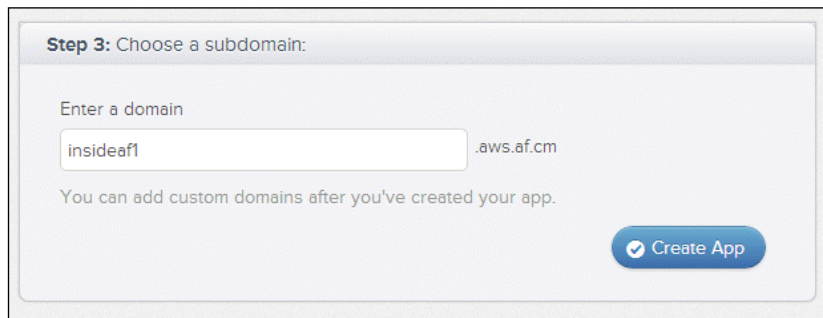 Step 3: Choose a subdomain:
Enter a domain
insideaf1 .aws.af.cm
You can add custom domains after you've created your app.
Create App